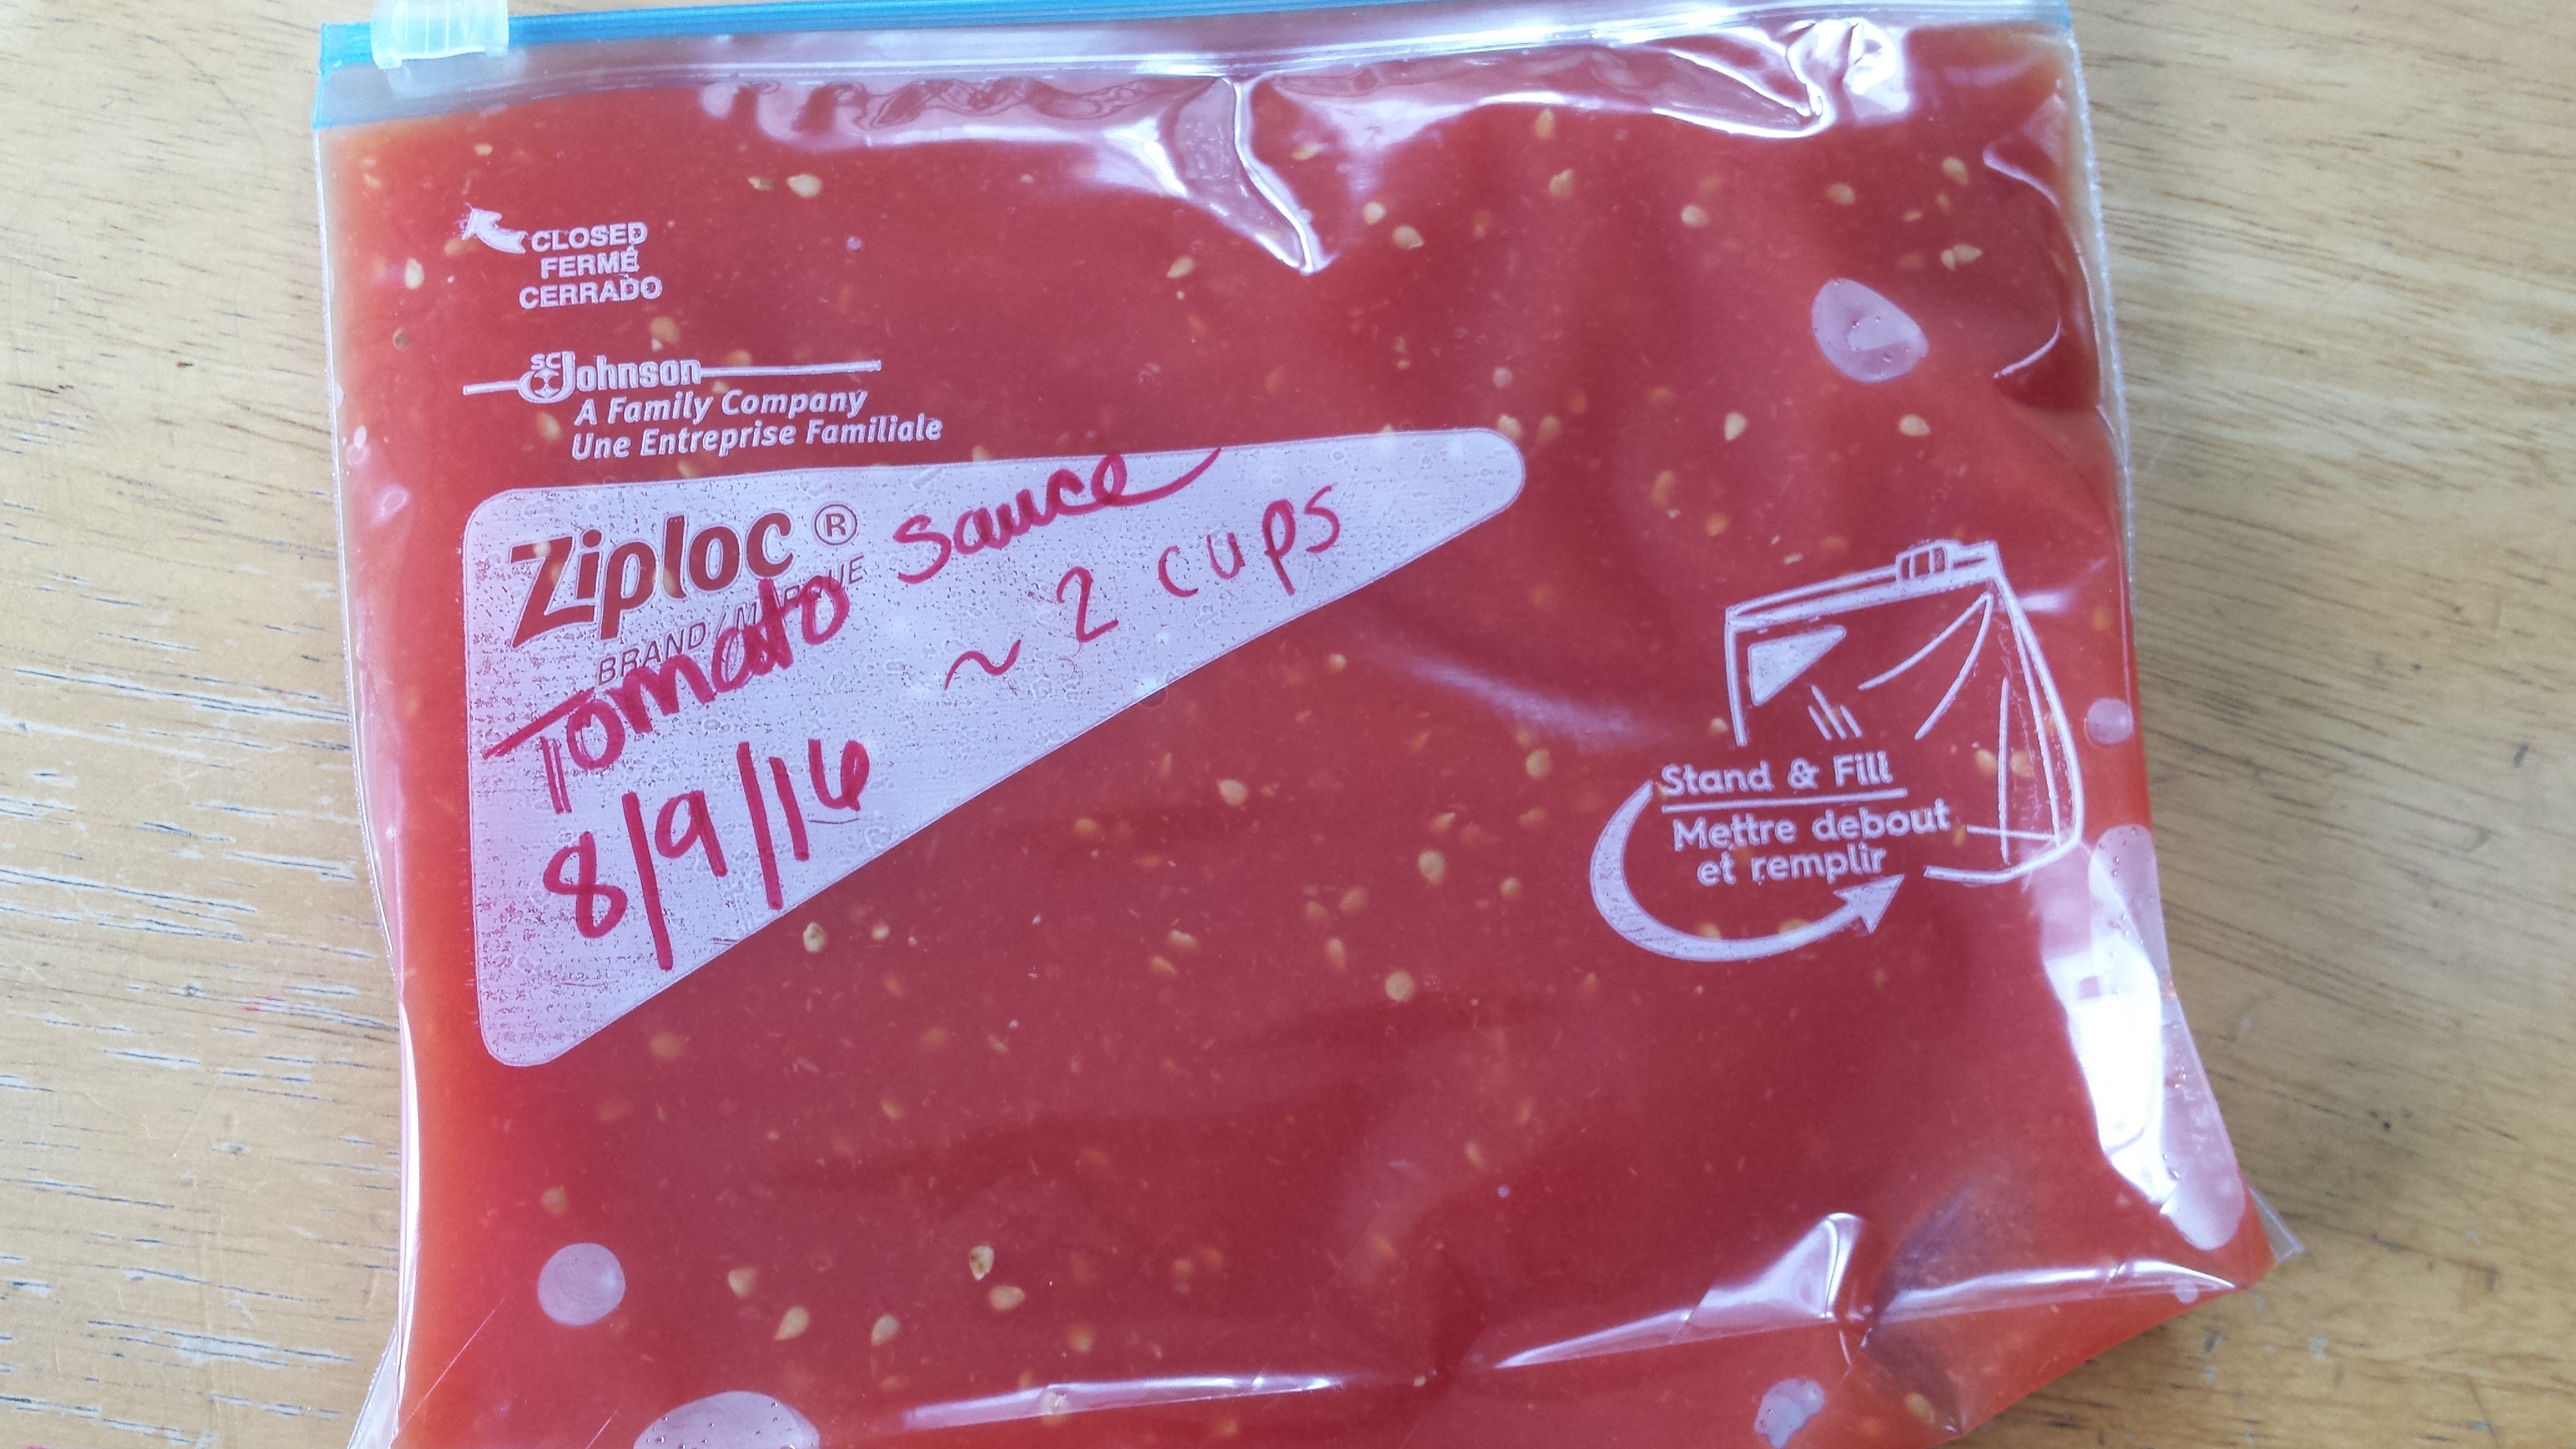 CLOSED
FERMÉ
CERRADO
SC Johnson
A Family Company
Une Entreprise Familiale
Ziploc®
BRAND/MARQUE
Tomato sauce
~ 2 cups
8/9/16
Stand & Fill
Mettre debout
et remplir